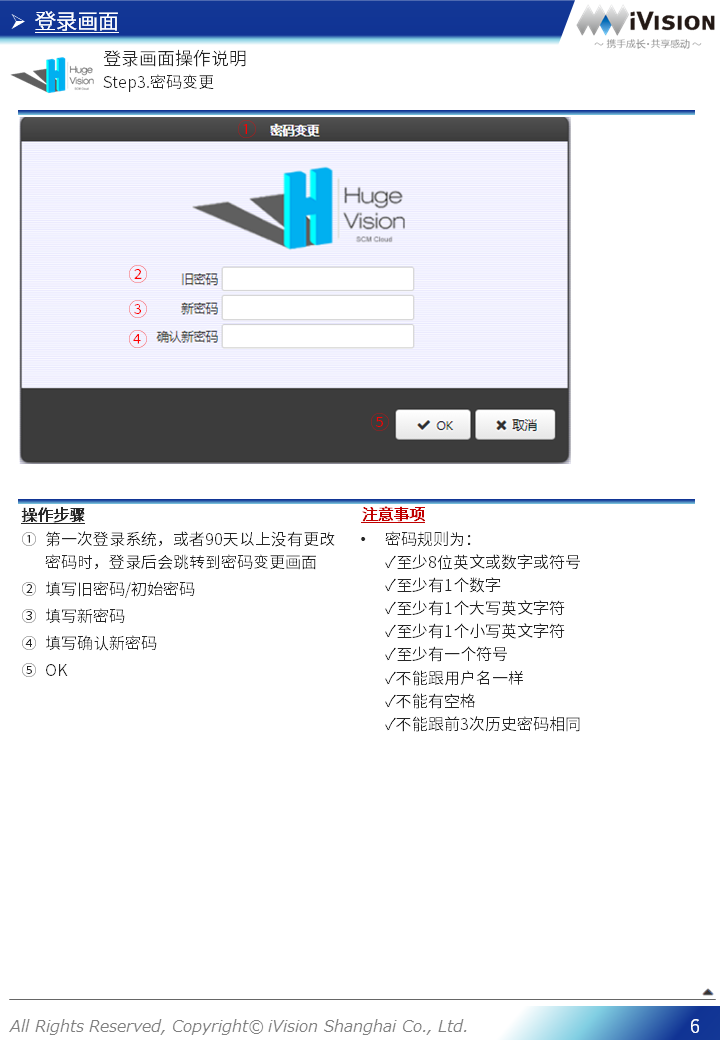 ➢ 登录画面
iVISION
～ 携手成长·共享感动 ～
Huge
Vision
SCM Cloud
登录画面操作说明
Step3.密码变更
① 密码变更
Huge
Vision
SCM Cloud
② 旧密码
③ 新密码
④ 确认新密码
⑤ ✔ OK ✖ 取消
操作步骤
① 第一次登录系统，或者90天以上没有更改
密码时，登录后会跳转到密码变更画面
② 填写旧密码/初始密码
③ 填写新密码
④ 填写确认新密码
⑤ OK
注意事项
• 密码规则为：
✓至少8位英文或数字或符号
✓至少有1个数字
✓至少有1个大写英文字符
✓至少有1个小写英文字符
✓至少有一个符号
✓不能跟用户名一样
✓不能有空格
✓不能跟前3次历史密码相同
All Rights Reserved, Copyright© iVision Shanghai Co., Ltd.
6